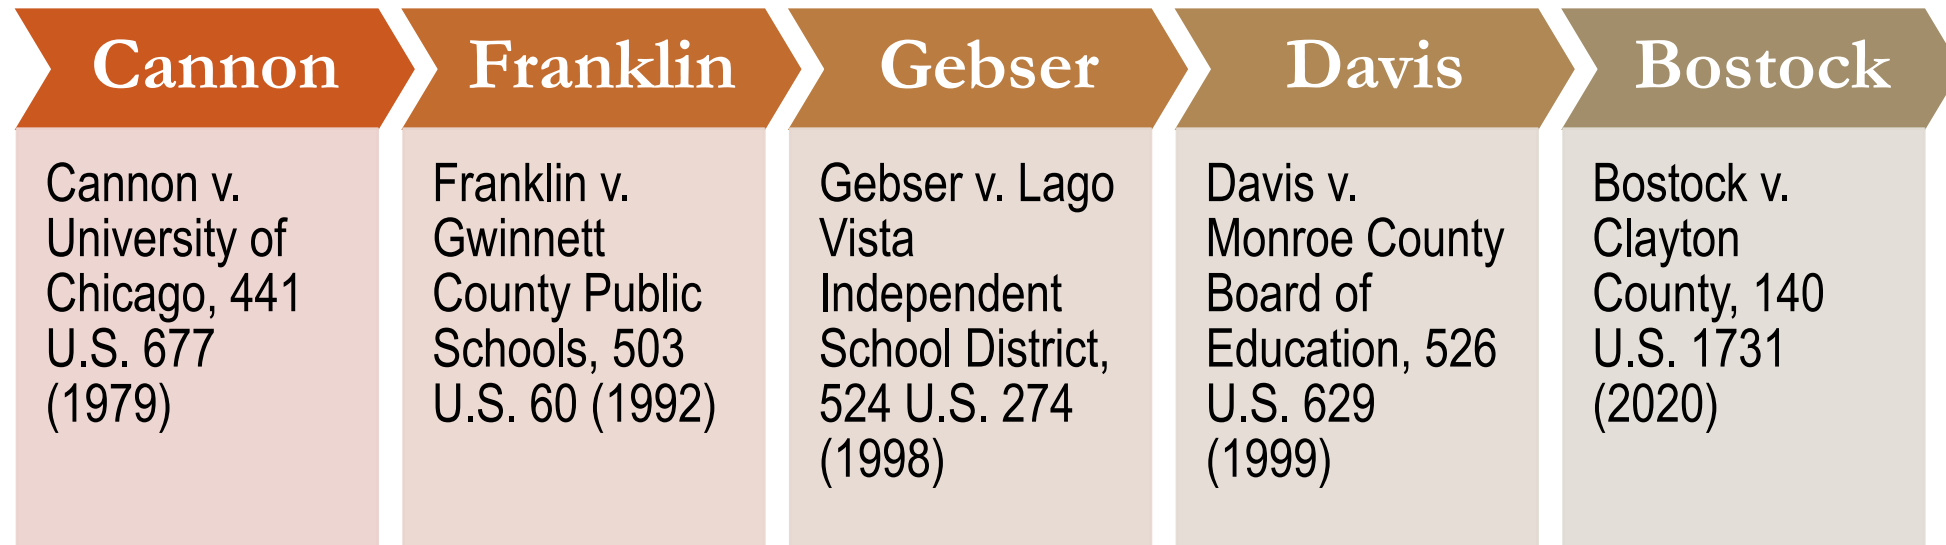 Cannon
Cannon v.
University of
Chicago, 441
U.S. 677
(1979)
Franklin
Franklin v.
Gwinnett
County Public
Schools, 503
U.S. 60 (1992)
Gebser
Gebser v. Lago
Vista
Independent
School District,
524 U.S. 274
(1998)
Davis
Davis v.
Monroe County
Board of
Education, 526
U.S. 629
(1999)
Bostock
Bostock v.
Clayton
County, 140
U.S. 1731
(2020)